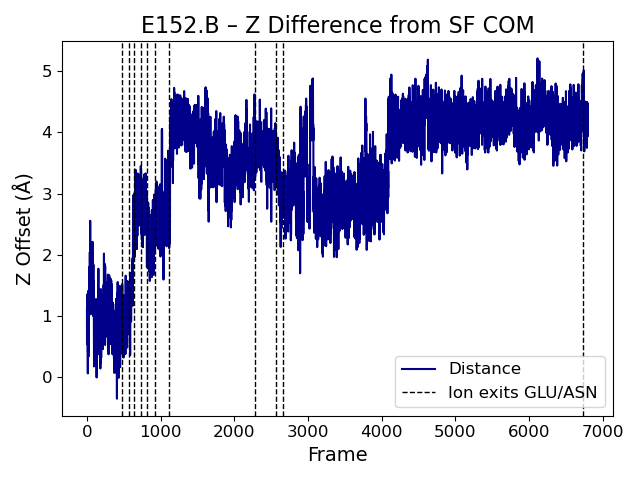 E152.B – Z Difference from SF COM
Z Offset (Å)
5
4
3
2
1
0
Distance
Ion exits GLU/ASN
0 1000 2000 3000 4000 5000 6000 7000
Frame